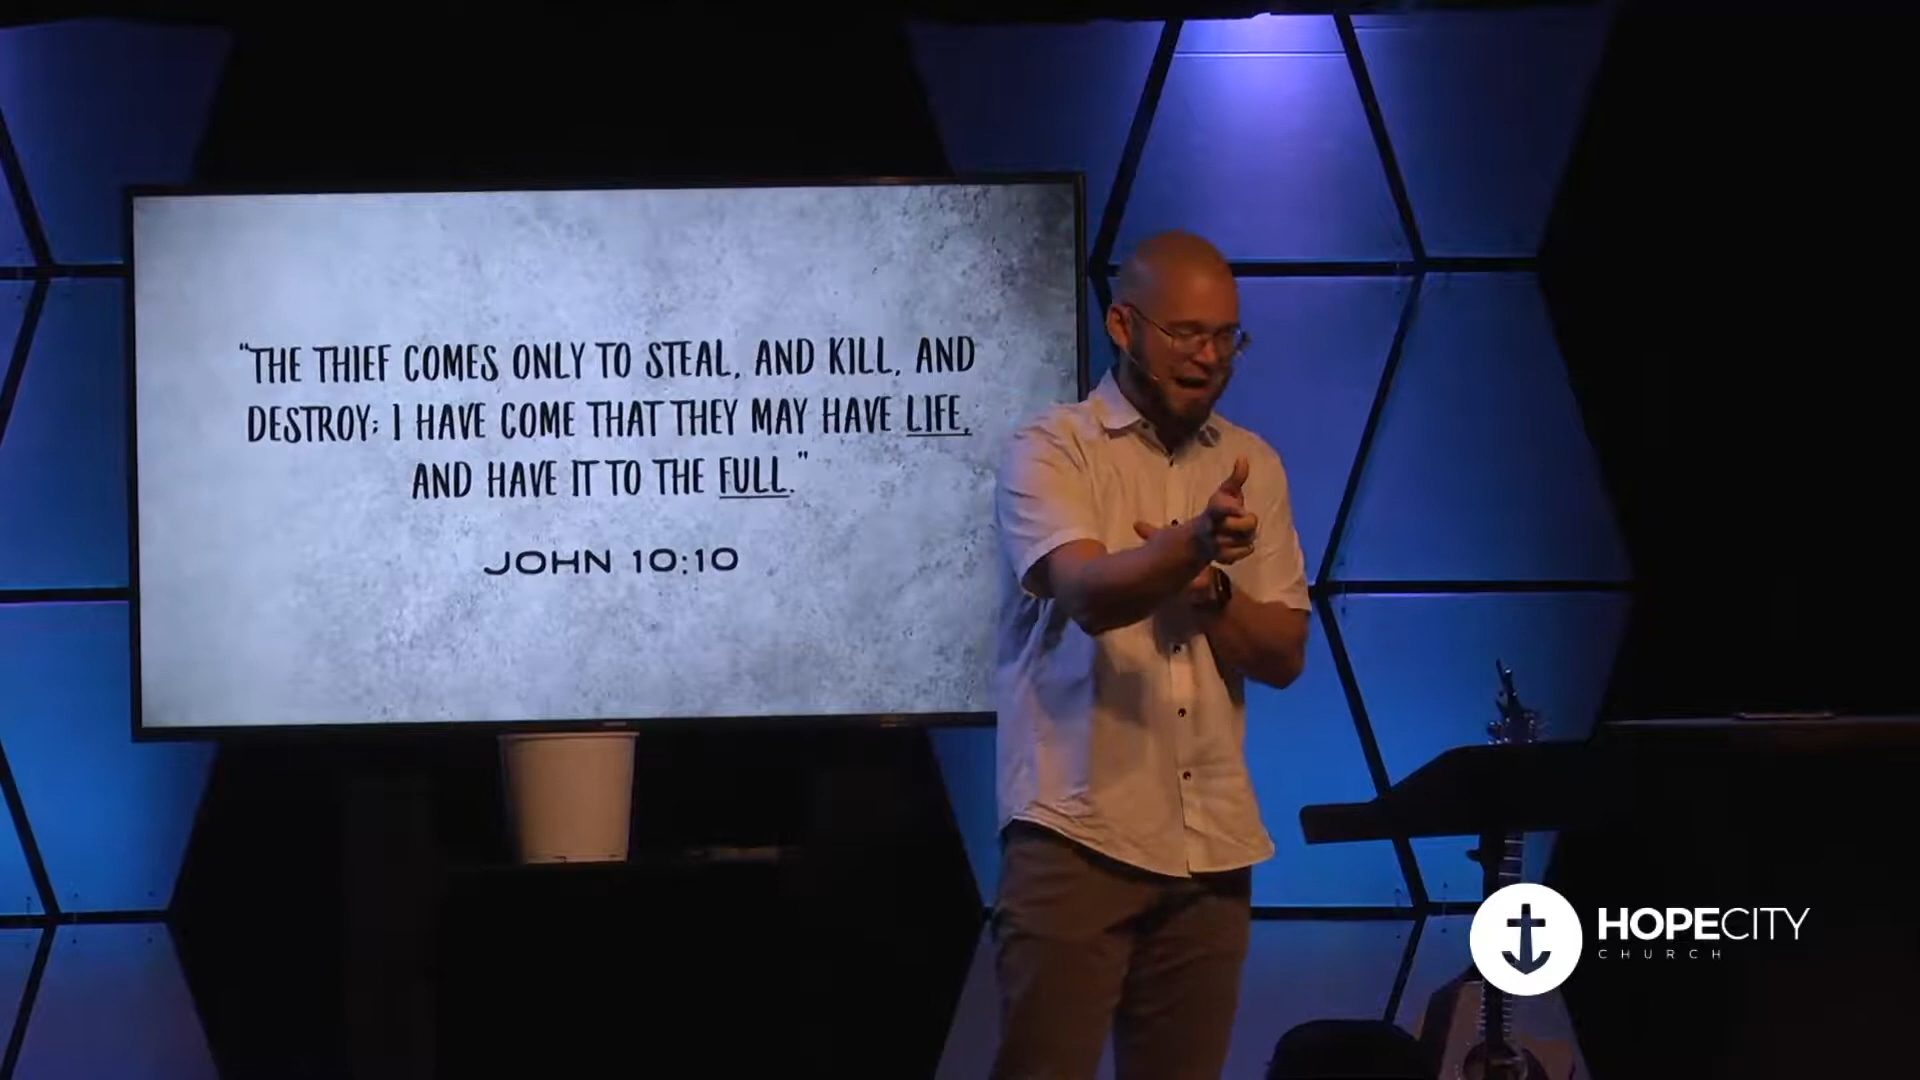 “THE THIEF COMES ONLY TO STEAL, AND KILL, AND
DESTROY; I HAVE COME THAT THEY MAY HAVE LIFE,
AND HAVE IT TO THE FULL.”
JOHN 10:10
HOPECITY
CHURCH